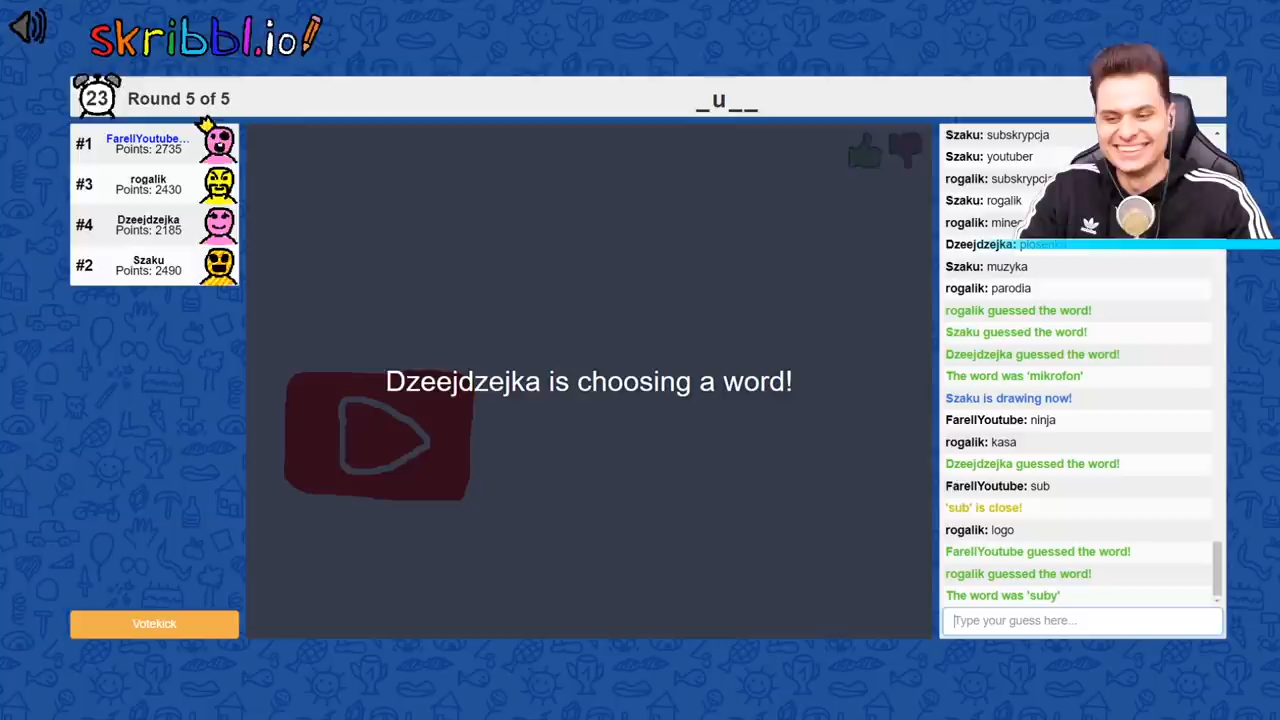 skribbl.io
23
Round 5 of 5
_u__
#1
FarellYoutube...
Points: 2735
#3
rogalik
Points: 2430
#4
Dzeejdzejka
Points: 2185
#2
Szaku
Points: 2490
Votekick
Dzeejdzejka is choosing a word!
Szaku: subskrypcja
Szaku: youtuber
rogalik: subskrypcja
Szaku: rogalik
rogalik:
Dzeejdzejka: piosenka
Szaku: muzyka
rogalik: parodia
rogalik guessed the word!
Szaku guessed the word!
Dzeejdzejka guessed the word!
The word was 'mikrofon'
Szaku is drawing now!
FarellYoutube: ninja
rogalik: kasa
Dzeejdzejka guessed the word!
FarellYoutube: sub
'sub' is close!
rogalik: logo
FarellYoutube guessed the word!
rogalik guessed the word!
The word was 'suby'
Type your guess here...